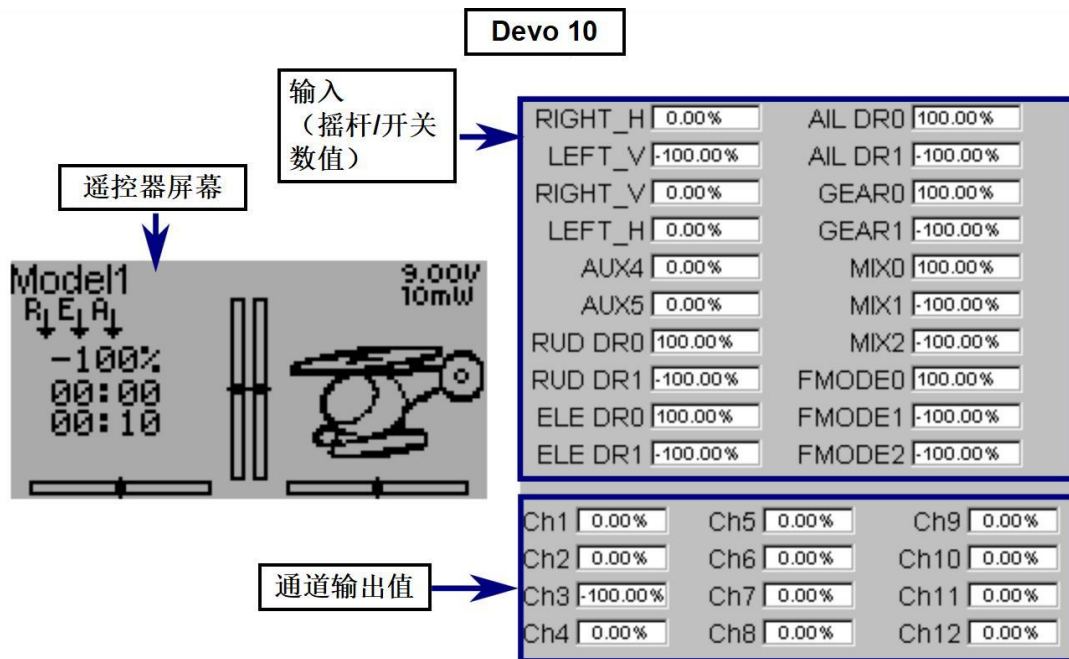 Devo 10
输入
（摇杆/开关
数值）
遥控器屏幕
Model1
9.00V
10mW
R E A
-100%
00:00
00:10
RIGHT_H 0.00% AIL DR0 100.00%
LEFT_V -100.00% AIL DR1 -100.00%
RIGHT_V 0.00% GEAR0 100.00%
LEFT_H 0.00% GEAR1 -100.00%
AUX4 0.00% MIX0 100.00%
AUX5 0.00% MIX1 -100.00%
RUD DR0 100.00% MIX2 -100.00%
RUD DR1 -100.00% FMODE0 100.00%
ELE DR0 100.00% FMODE1 -100.00%
ELE DR1 -100.00% FMODE2 -100.00%
通道输出值
Ch1 0.00% Ch5 0.00% Ch9 0.00%
Ch2 0.00% Ch6 0.00% Ch10 0.00%
Ch3 -100.00% Ch7 0.00% Ch11 0.00%
Ch4 0.00% Ch8 0.00% Ch12 0.00%